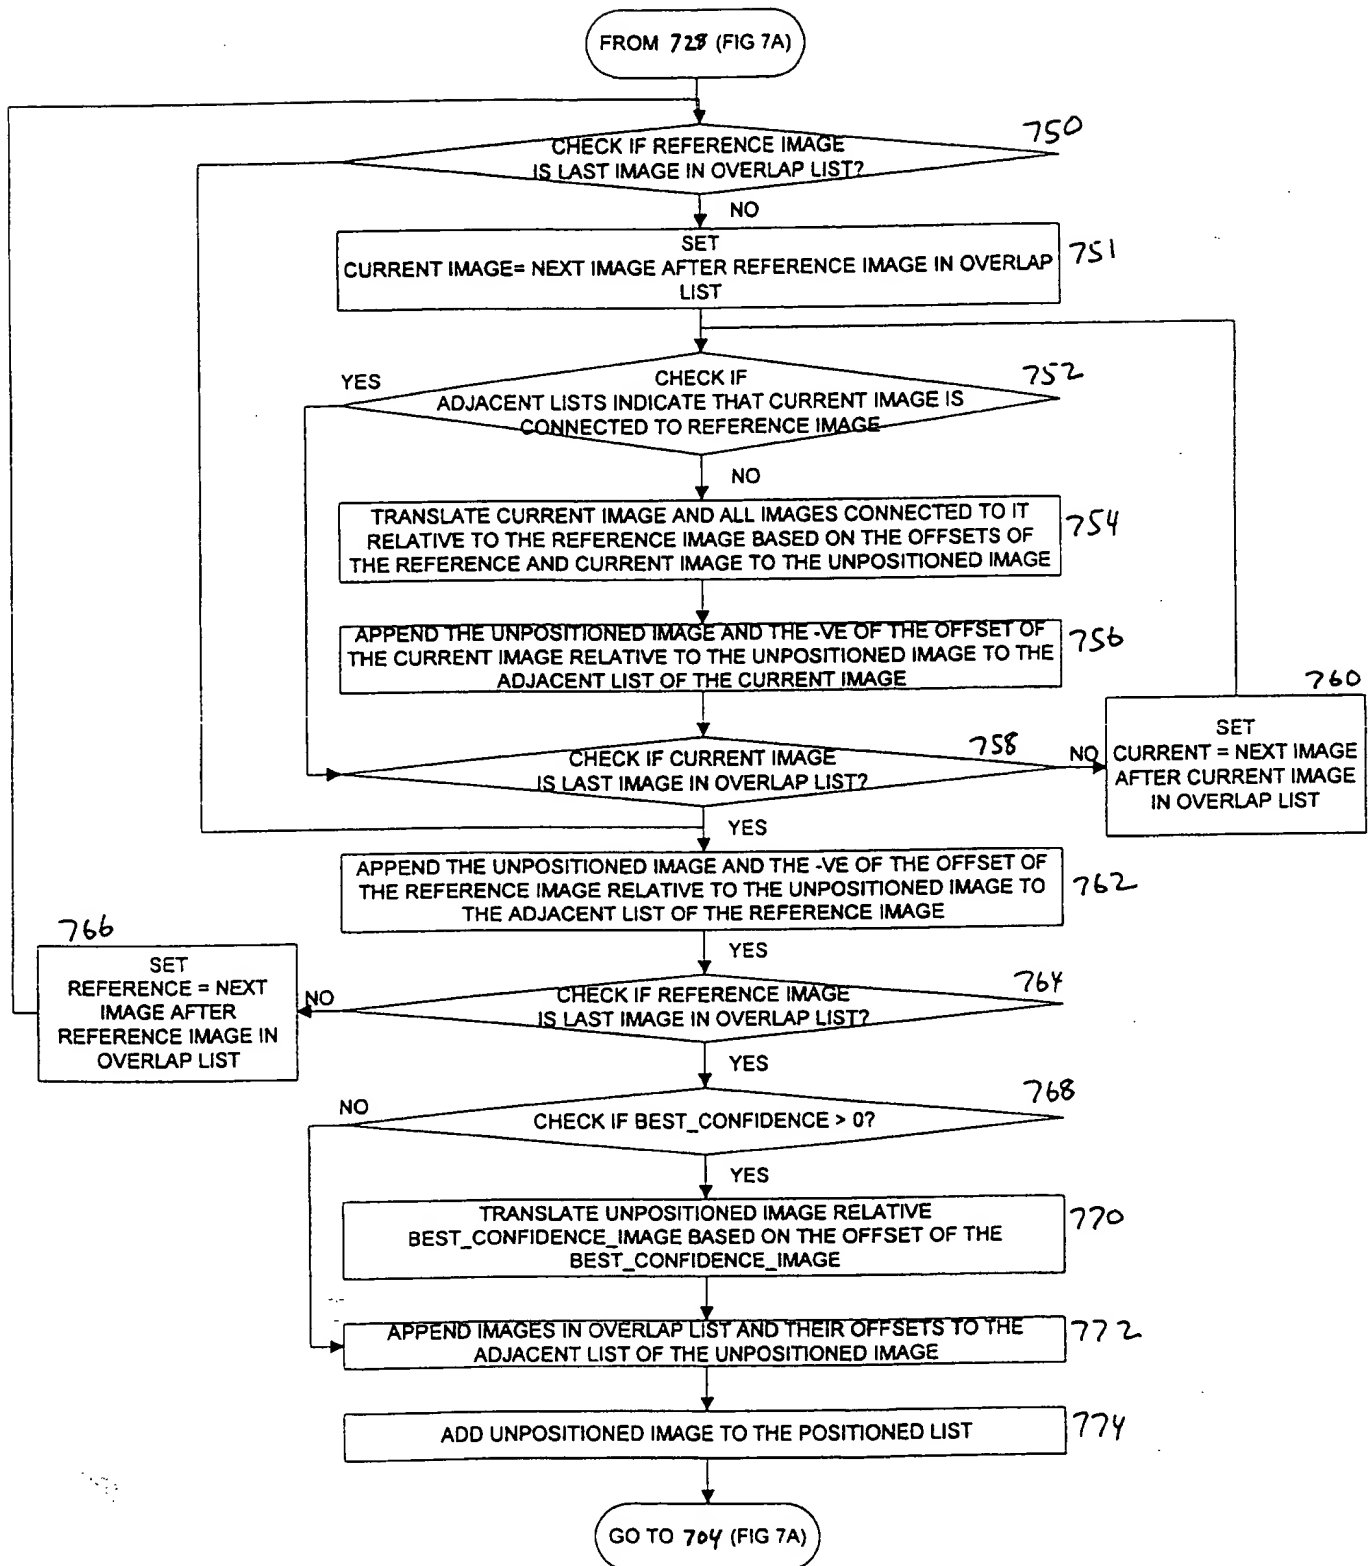 FROM 728 (FIG 7A)
CHECK IF REFERENCE IMAGE
IS LAST IMAGE IN OVERLAP LIST?
750
NO
SET
CURRENT IMAGE= NEXT IMAGE AFTER REFERENCE IMAGE IN OVERLAP
LIST
751
YES
CHECK IF
ADJACENT LISTS INDICATE THAT CURRENT IMAGE IS
CONNECTED TO REFERENCE IMAGE
752
NO
TRANSLATE CURRENT IMAGE AND ALL IMAGES CONNECTED TO IT
RELATIVE TO THE REFERENCE IMAGE BASED ON THE OFFSETS OF
THE REFERENCE AND CURRENT IMAGE TO THE UNPOSITIONED IMAGE
754
APPEND THE UNPOSITIONED IMAGE AND THE -VE OF THE OFFSET OF
THE CURRENT IMAGE RELATIVE TO THE UNPOSITIONED IMAGE TO THE
ADJACENT LIST OF THE CURRENT IMAGE
756
CHECK IF CURRENT IMAGE
IS LAST IMAGE IN OVERLAP LIST?
758
NO
760
SET
CURRENT = NEXT IMAGE
AFTER CURRENT IMAGE
IN OVERLAP LIST
YES
APPEND THE UNPOSITIONED IMAGE AND THE -VE OF THE OFFSET OF
THE REFERENCE IMAGE RELATIVE TO THE UNPOSITIONED IMAGE TO
THE ADJACENT LIST OF THE REFERENCE IMAGE
762
YES
766
SET
REFERENCE = NEXT
IMAGE AFTER
REFERENCE IMAGE IN
OVERLAP LIST
NO
CHECK IF REFERENCE IMAGE
IS LAST IMAGE IN OVERLAP LIST?
764
YES
NO
CHECK IF BEST_CONFIDENCE > 0?
768
YES
TRANSLATE UNPOSITIONED IMAGE RELATIVE
BEST_CONFIDENCE_IMAGE BASED ON THE OFFSET OF THE
BEST_CONFIDENCE_IMAGE
770
APPEND IMAGES IN OVERLAP LIST AND THEIR OFFSETS TO THE
ADJACENT LIST OF THE UNPOSITIONED IMAGE
772
ADD UNPOSITIONED IMAGE TO THE POSITIONED LIST
774
GO TO 704 (FIG 7A)